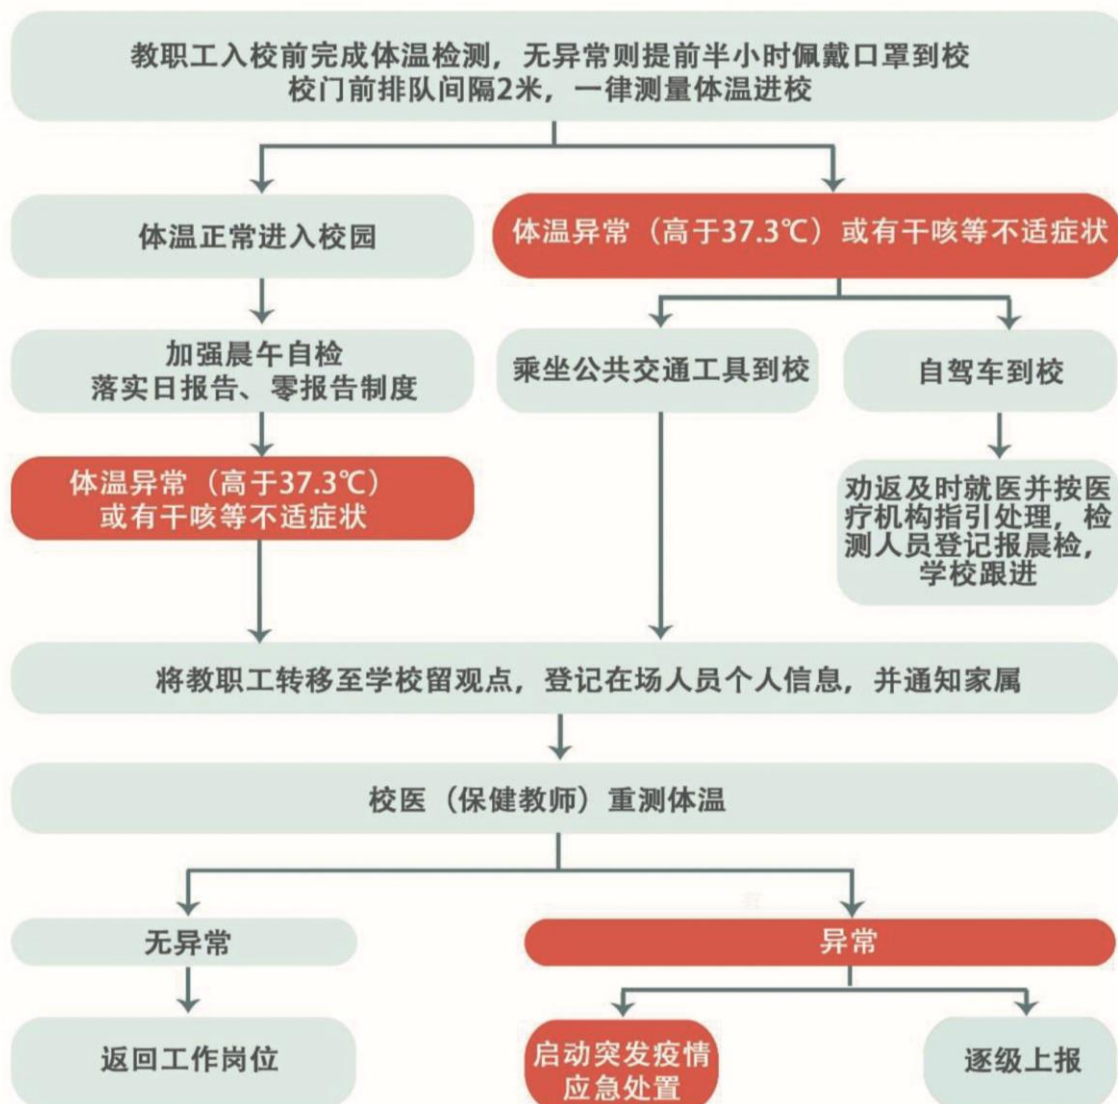 教职工入校前完成体温检测，无异常则提前半小时佩戴口罩到校
校门前排队间隔2米，一律测量体温进校
体温正常进入校园
体温异常（高于37.3℃）或有干咳等不适症状
加强晨午自检
落实日报告、零报告制度
乘坐公共交通工具到校
自驾车到校
体温异常（高于37.3℃）
或有干咳等不适症状
劝返及时就医并按医
疗机构指引处理，检
测人员登记报晨检，
学校跟进
将教职工转移至学校留观点，登记在场人员个人信息，并通知家属
校医（保健教师）重测体温
无异常
异常
返回工作岗位
启动突发疫情
应急处置
逐级上报